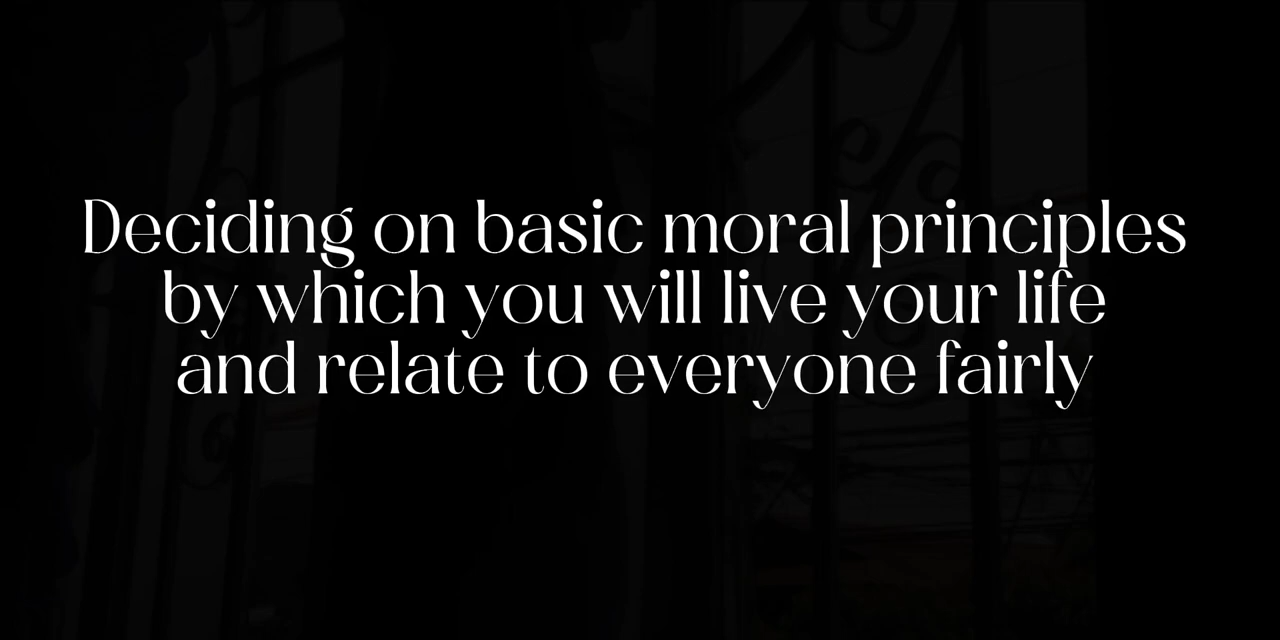 Deciding on basic moral principles
by which you will live your life
and relate to everyone fairly